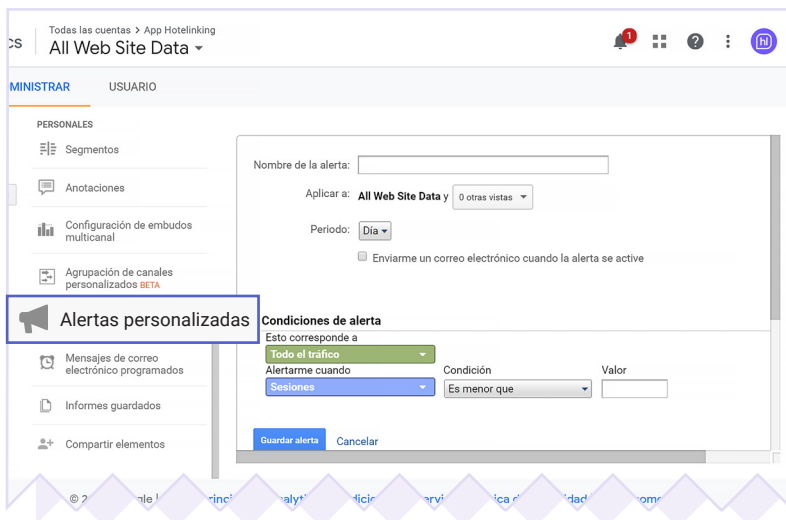 Todas las cuentas > App Hotelinking
cs All Web Site Data
1
?
hl
MINISTRAR USUARIO
PERSONALES
Segmentos
Anotaciones
Configuración de embudos
multicanal
Agrupación de canales
personalizados BETA
Alertas personalizadas
Mensajes de correo
electrónico programados
Informes guardados
Compartir elementos
Nombre de la alerta:
Aplicar a: All Web Site Data y 0 otras vistas
Periodo: Día
Enviarme un correo electrónico cuando la alerta se active
Condiciones de alerta
Esto corresponde a
Todo el tráfico
Alertarme cuando Condición Valor
Sesiones Es menor que
Guardar alerta Cancelar